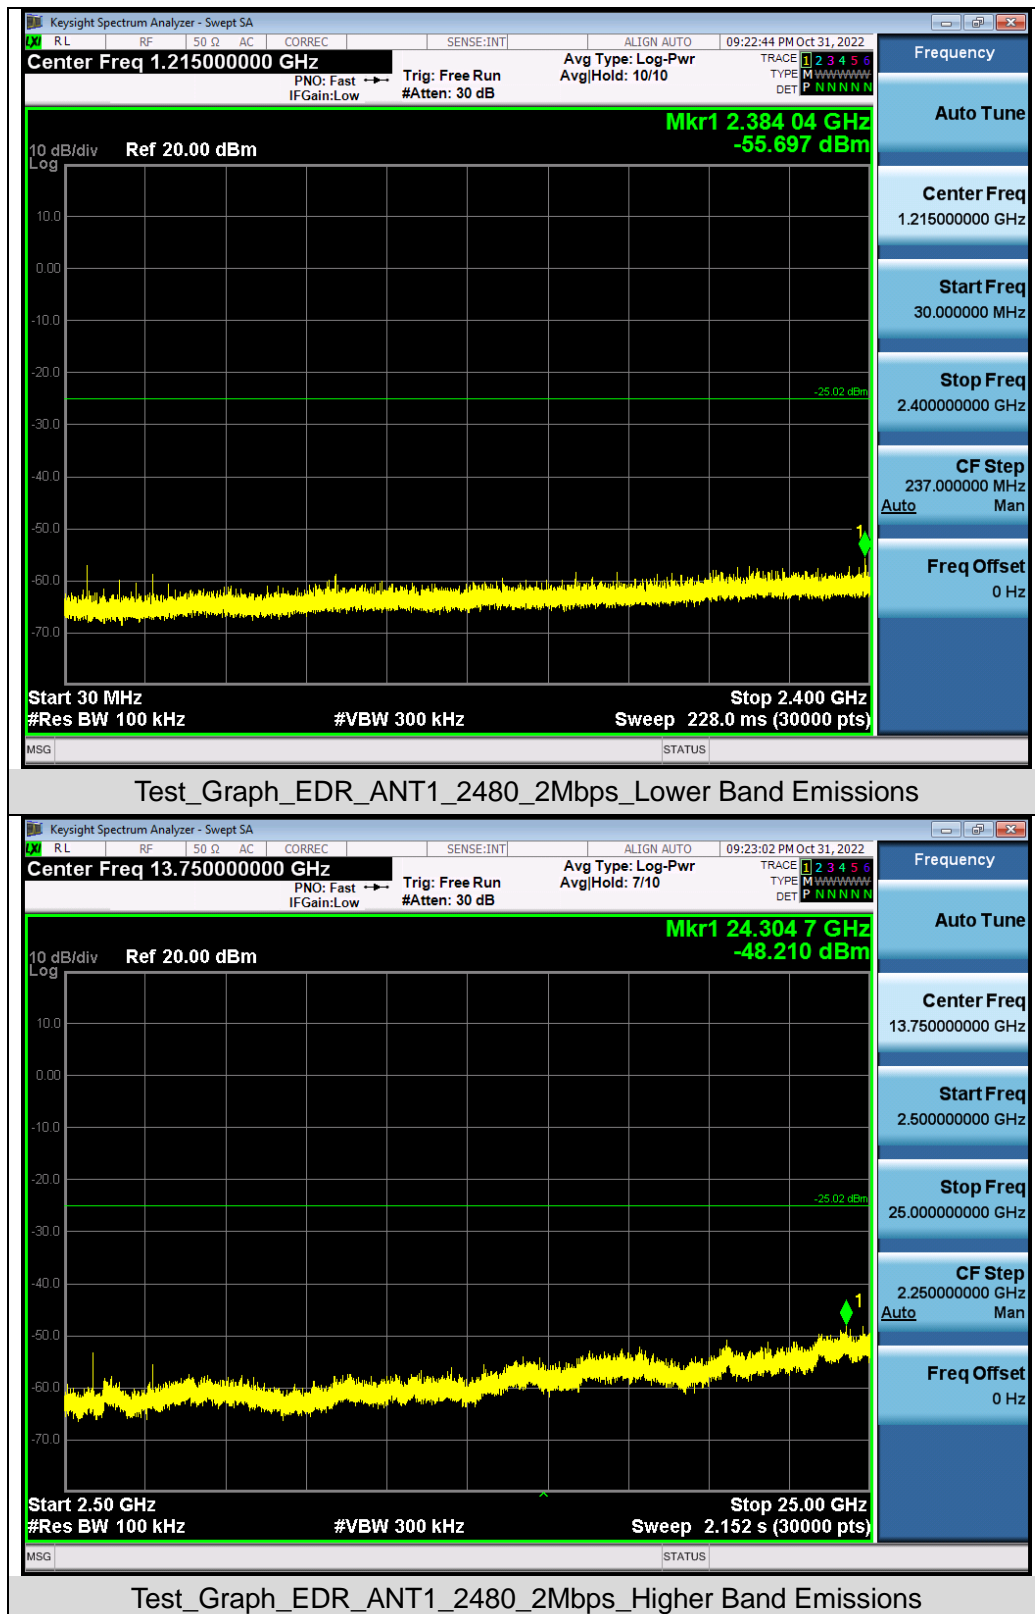 Keysight Spectrum Analyzer - Swept SA
LXI RL RF 50 Ω AC CORREC SENSE:INT ALIGN AUTO 09:22:44 PM Oct 31, 2022
Center Freq 1.215000000 GHz
PNO: Fast
IFGain:Low
Trig: Free Run
#Atten: 30 dB
Avg Type: Log-Pwr
Avg|Hold: 10/10
TRACE 1 2 3 4 5 6
TYPE M WWWWW
DET P N N N N N
Mkr1 2.384 04 GHz
-55.697 dBm
10 dB/div Ref 20.00 dBm
Log
10.0
0.00
-10.0
-20.0
-25.02 dBm
-30.0
-40.0
-50.0
1
-60.0
-70.0
Start 30 MHz Stop 2.400 GHz
#Res BW 100 kHz #VBW 300 kHz Sweep 228.0 ms (30000 pts)
MSG STATUS
Frequency
Auto Tune
Center Freq
1.215000000 GHz
Start Freq
30.000000 MHz
Stop Freq
2.400000000 GHz
CF Step
237.000000 MHz
Auto Man
Freq Offset
0 Hz
Test_Graph_EDR_ANT1_2480_2Mbps_Lower Band Emissions
Keysight Spectrum Analyzer - Swept SA
LXI RL RF 50 Ω AC CORREC SENSE:INT ALIGN AUTO 09:23:02 PM Oct 31, 2022
Center Freq 13.750000000 GHz
PNO: Fast
IFGain:Low
Trig: Free Run
#Atten: 30 dB
Avg Type: Log-Pwr
Avg|Hold: 7/10
TRACE 1 2 3 4 5 6
TYPE M WWWWW
DET P N N N N N
Mkr1 24.304 7 GHz
-48.210 dBm
10 dB/div Ref 20.00 dBm
Log
10.0
0.00
-10.0
-20.0
-25.02 dBm
-30.0
-40.0
1
-50.0
-60.0
-70.0
Start 2.50 GHz Stop 25.00 GHz
#Res BW 100 kHz #VBW 300 kHz Sweep 2.152 s (30000 pts)
MSG STATUS
Frequency
Auto Tune
Center Freq
13.750000000 GHz
Start Freq
2.500000000 GHz
Stop Freq
25.000000000 GHz
CF Step
2.250000000 GHz
Auto Man
Freq Offset
0 Hz
Test_Graph_EDR_ANT1_2480_2Mbps_Higher Band Emissions